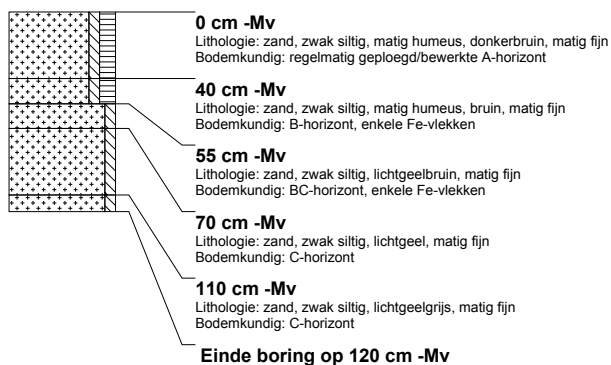 0 cm -Mv
Lithologie: zand, zwak siltig, matig humeus, donkerbruin, matig fijn
Bodemkundig: regelmatig geploegd/bewerkte A-horizont
40 cm -Mv
Lithologie: zand, zwak siltig, matig humeus, bruin, matig fijn
Bodemkundig: B-horizont, enkele Fe-vlekken
55 cm -Mv
Lithologie: zand, zwak siltig, lichtgeelbruin, matig fijn
Bodemkundig: BC-horizont, enkele Fe-vlekken
70 cm -Mv
Lithologie: zand, zwak siltig, lichtgeel, matig fijn
Bodemkundig: C-horizont
110 cm -Mv
Lithologie: zand, zwak siltig, lichtgeelgrijs, matig fijn
Bodemkundig: C-horizont
Einde boring op 120 cm -Mv